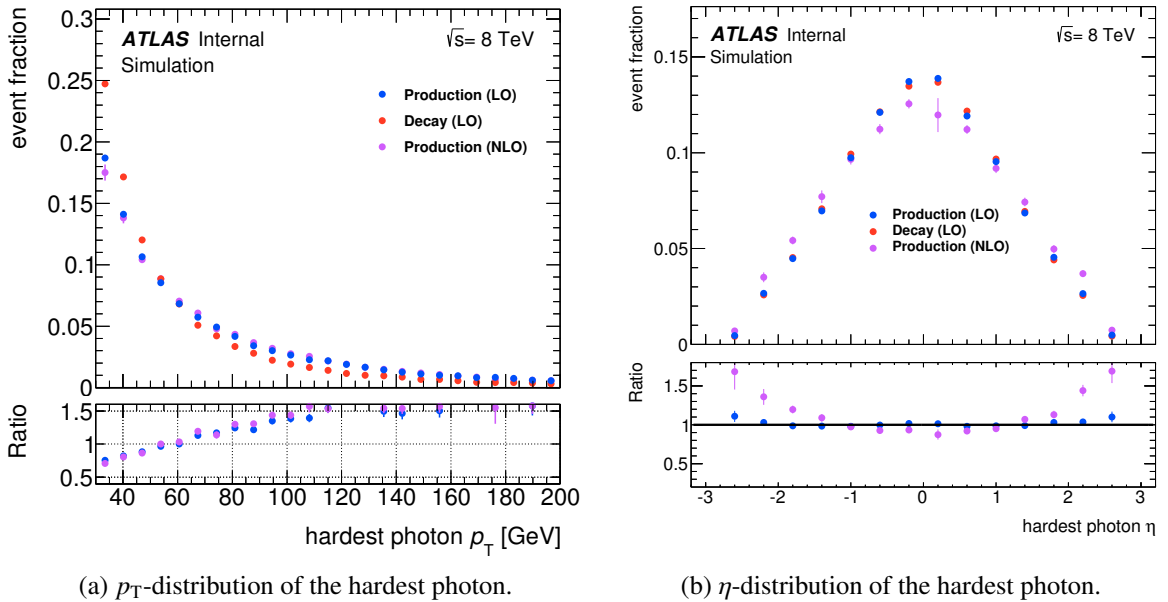 ATLAS Internal
Simulation
√s= 8 TeV
Production (LO)
Decay (LO)
Production (NLO)
event fraction
0.3
0.25
0.2
0.15
0.1
0.05
0
Ratio
1.5
1
0.5
40 60 80 100 120 140 160 180 200
hardest photon pT [GeV]
(a) pT-distribution of the hardest photon.
ATLAS Internal
Simulation
√s= 8 TeV
Production (LO)
Decay (LO)
Production (NLO)
event fraction
0.15
0.1
0.05
0
Ratio
1.5
1
0.5
-3 -2 -1 0 1 2 3
hardest photon η
(b) η-distribution of the hardest photon.